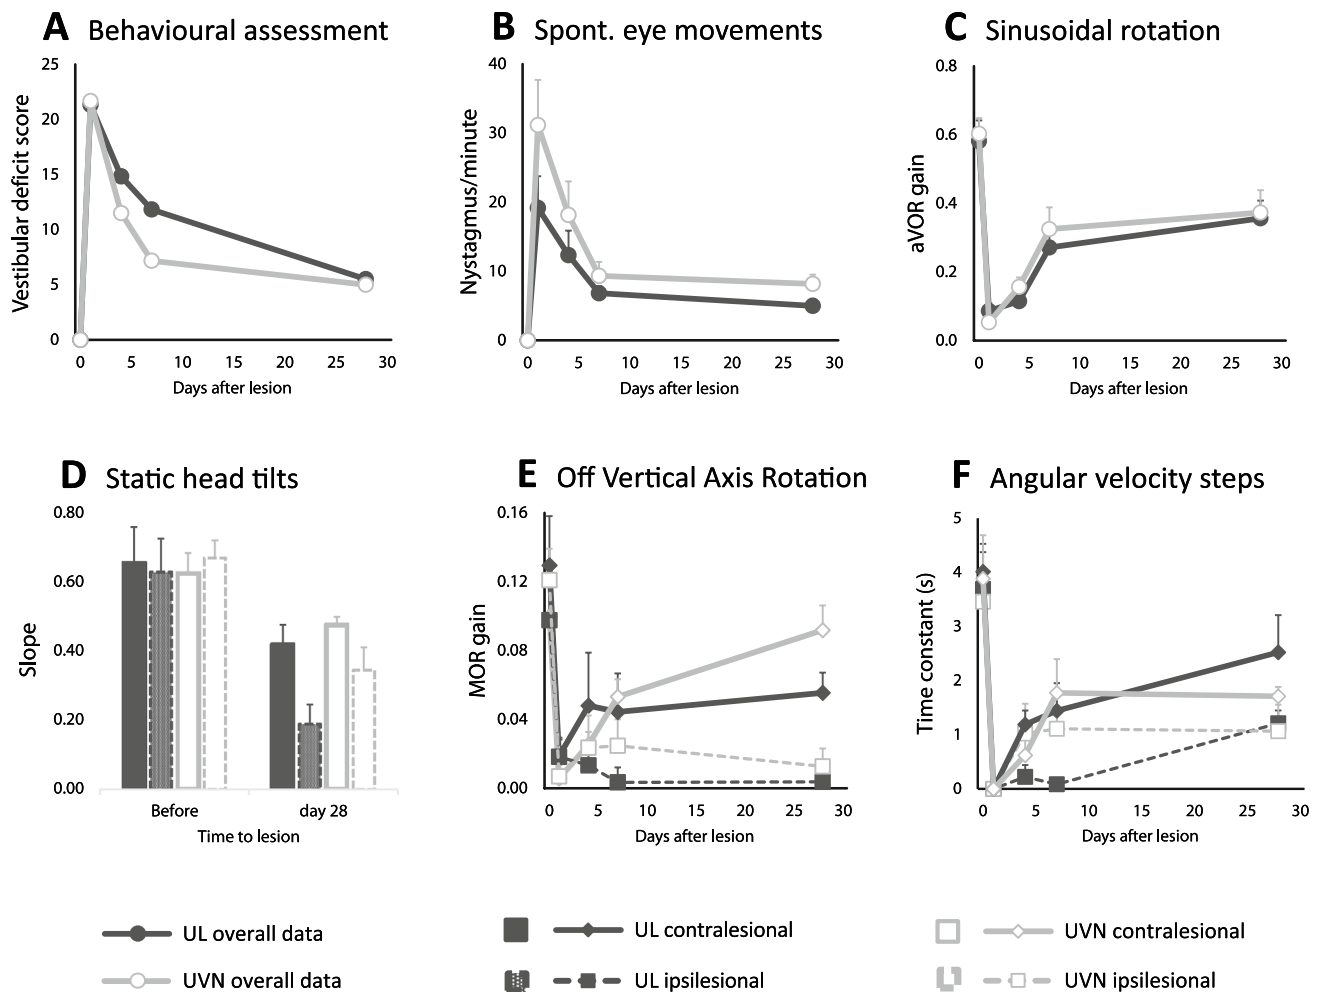 A Behavioural assessment
25
20
15
10
5
0
Vestibular deficit score
0 5 10 15 20 25 30
Days after lesion
B Spont. eye movements
40
30
20
10
0
Nystagmus/minute
0 5 10 15 20 25 30
Days after lesion
C Sinusoidal rotation
0.8
0.6
0.4
0.2
0.0
aVOR gain
0 5 10 15 20 25 30
Days after lesion
D Static head tilts
0.80
0.60
0.40
0.20
0.00
Slope
Before day 28
Time to lesion
E Off Vertical Axis Rotation
0.16
0.12
0.08
0.04
0.00
MOR gain
0 5 10 15 20 25 30
Days after lesion
F Angular velocity steps
5
4
3
2
1
0
Time constant (s)
0 5 10 15 20 25 30
Days after lesion
UL overall data
UVN overall data
UL contralesional
UL ipsilesional
UVN contralesional
UVN ipsilesional